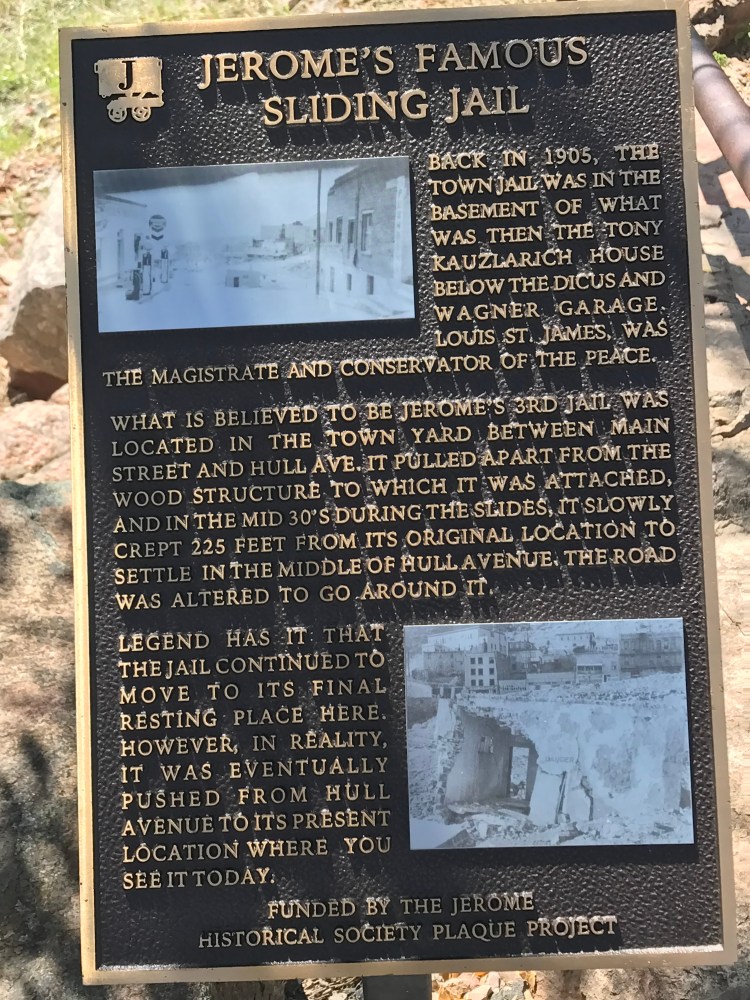 J
JEROME'S FAMOUS
SLIDING JAIL
BACK IN 1905, THE
TOWN JAIL WAS IN THE
BASEMENT OF WHAT
WAS THEN THE TONY
KAUZLARICH HOUSE
BELOW THE DICUS AND
WAGNER GARAGE.
LOUIS ST. JAMES, WAS
THE MAGISTRATE AND CONSERVATOR OF THE PEACE.
WHAT IS BELIEVED TO BE JEROME'S 3RD JAIL WAS
LOCATED IN THE TOWN YARD BETWEEN MAIN
STREET AND HULL AVE. IT PULLED APART FROM THE
WOOD STRUCTURE TO WHICH IT WAS ATTACHED,
AND IN THE MID 30'S DURING THE SLIDES, IT SLOWLY
CREPT 225 FEET FROM ITS ORIGINAL LOCATION TO
SETTLE IN THE MIDDLE OF HULL AVENUE. THE ROAD
WAS ALTERED TO GO AROUND IT.
LEGEND HAS IT THAT
THE JAIL CONTINUED TO
MOVE TO ITS FINAL
RESTING PLACE HERE.
HOWEVER, IN REALITY,
IT WAS EVENTUALLY
PUSHED FROM HULL
AVENUE TO ITS PRESENT
LOCATION WHERE YOU
SEE IT TODAY.
FUNDED BY THE JEROME
HISTORICAL SOCIETY PLAQUE PROJECT